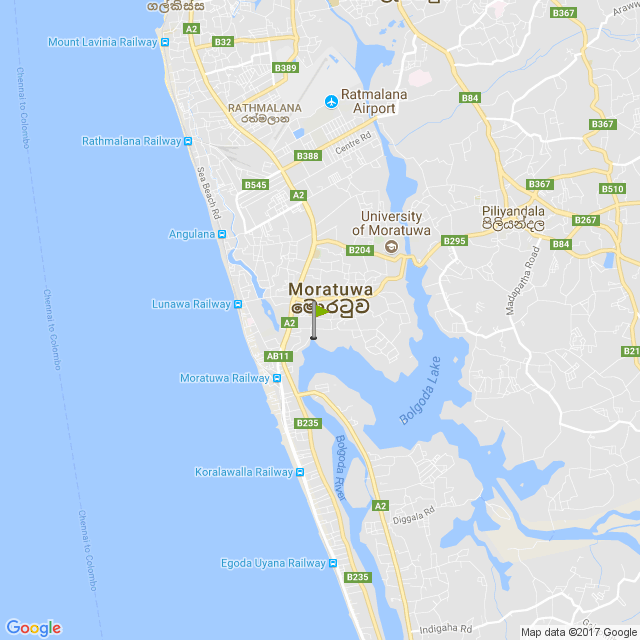 ගල්කිස්ස
A2
B367
Mount Lavinia Railway
B32
B389
Ratmalana
Airport
RATHMALANA
රත්මලාන
B84
B367
Rathmalana Railway
Centre Rd
B388
Sea Beach Rd
B545
A2
B367
B510
University
of Moratuwa
Piliyandala
පිලියන්දල
B267
Angulana
B204
B295
B84
Madapatha Road
Chennai to Colombo
Chennai to Colombo
Moratuwa
මොරටුව
Lunawa Railway
A2
AB11
Bolgoda Lake
Moratuwa Railway
B235
Bolgoda River
Koralawalla Railway
A2
Diggala Rd
Chennai to Colombo
Chennai to Colombo
Egoda Uyana Railway
B235
Indigaha Rd
Google
Map data ©2017 Google